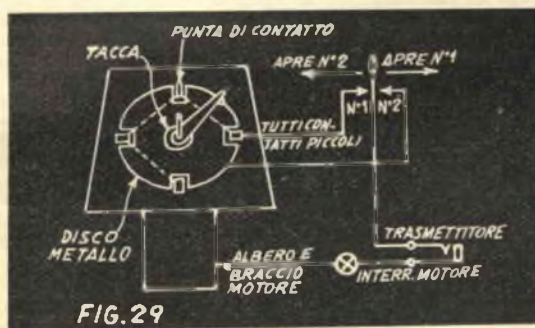 PUNTA DI CONTATTO
TACCA
APRE N°2
APRE N°1
N°1
N°2
TUTTI CON-
TATTI PICCOLI
DISCO
METALLO
ALBERO E
BRACCIO
MOTORE
TRASMETTITORE
INTERR. MOTORE
FIG.29